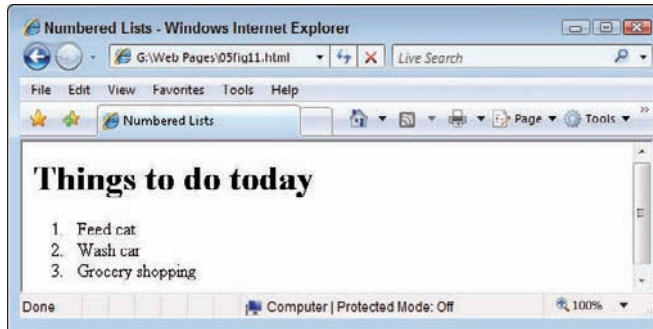 Numbered Lists - Windows Internet Explorer
G:\Web Pages\05fig11.html Live Search
File Edit View Favorites Tools Help
Numbered Lists Page Tools
Things to do today
1. Feed cat
2. Wash car
3. Grocery shopping
Done Computer | Protected Mode: Off 100%